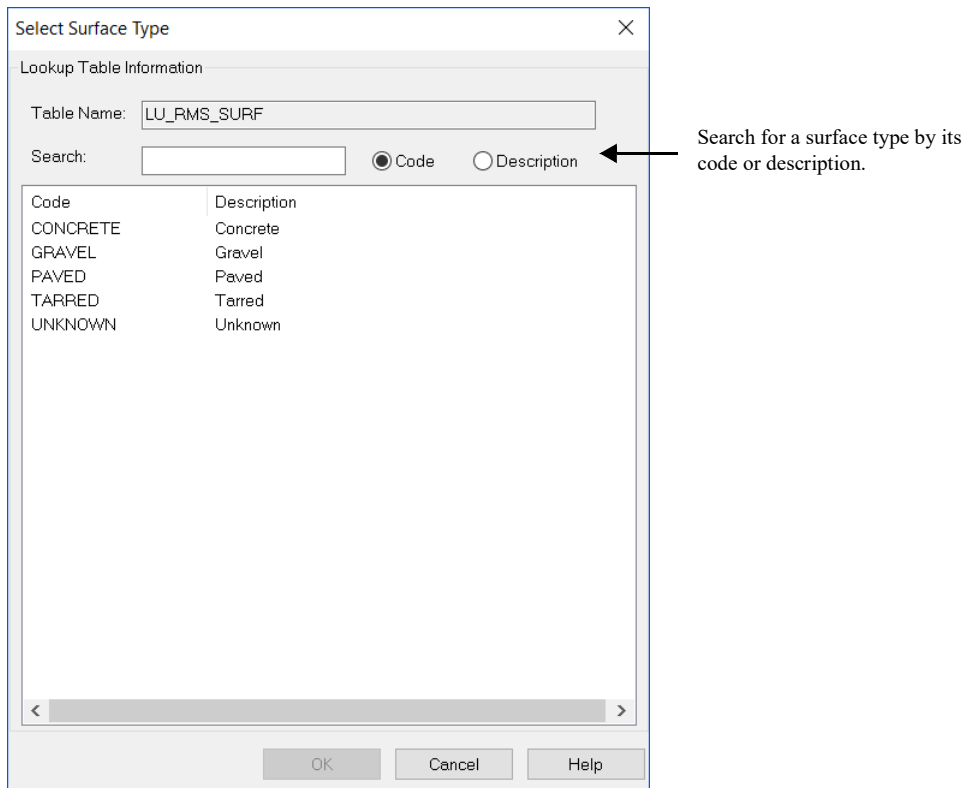 Select Surface Type
Lookup Table Information
Table Name: LU_RMS_SURF
Search: Code Description
Search for a surface type by its
code or description.
Code Description
CONCRETE Concrete
GRAVEL Gravel
PAVED Paved
TARRED Tarred
UNKNOWN Unknown
OK Cancel Help